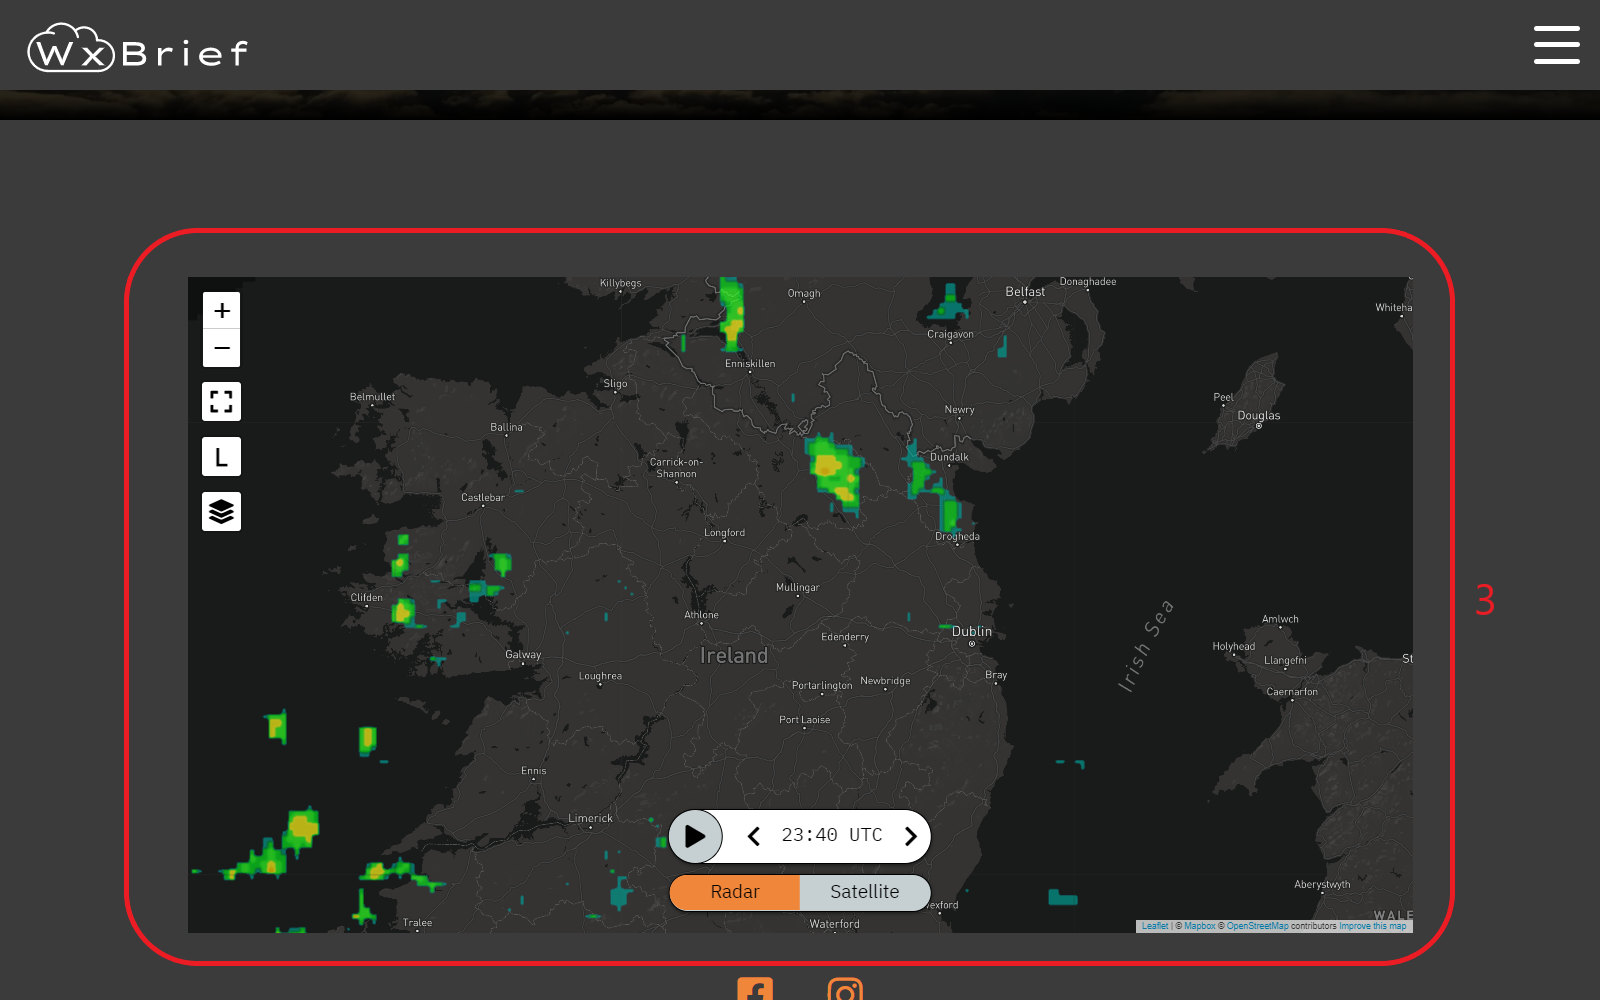 WxBrief
Killybegs
Omagh
Belfast
Donaghadee
Whiteha
Craigavon
Enniskillen
Sligo
Belmullet
Peel
Douglas
Newry
Ballina
Carrick-on-
Shannon
Dundalk
Castlebar
Longford
Drogheda
Mullingar
Clifden
Athlone
Dublin
Edenderry
Ireland
Galway
Irish Sea
Amlwch
Holyhead
Llangefni
St
Caernarfon
Loughrea
Portarlington
Newbridge
Bray
Port Laoise
Ennis
Limerick
+
−
L
3
23:40 UTC
Radar
Satellite
exford
Aberystwyth
Tralee
Waterford
WALE
Leaflet | © Mapbox © OpenStreetMap contributors Improve this map